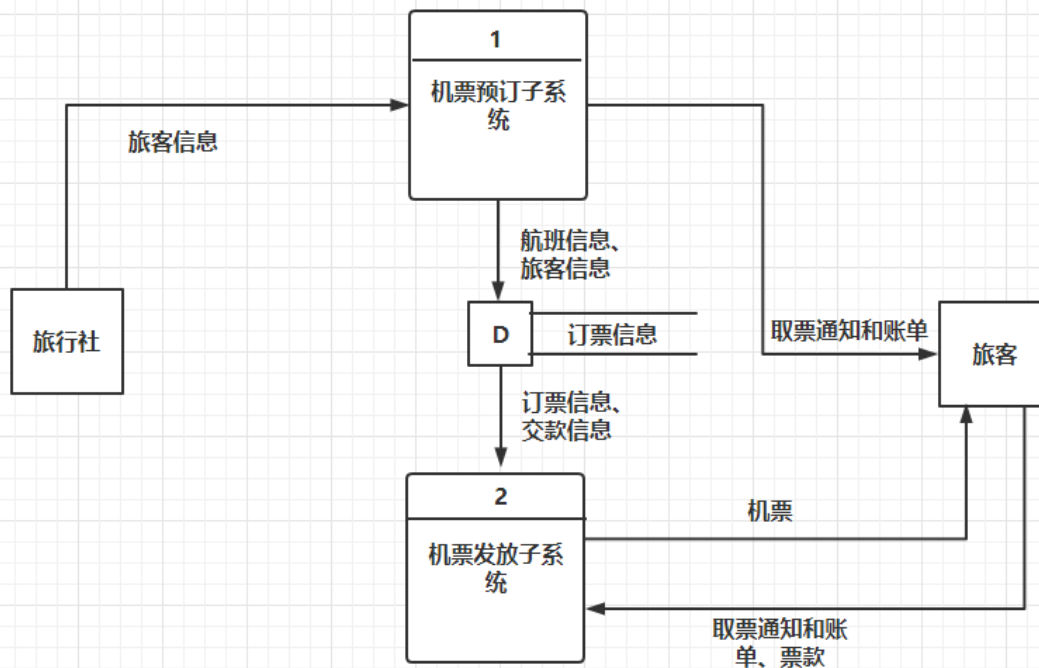 1
机票预订子系
统
旅客信息
航班信息、
旅客信息
旅行社
D
订票信息
取票通知和账单
旅客
订票信息、
交款信息
2
机票发放子系
统
机票
取票通知和账
单、票款